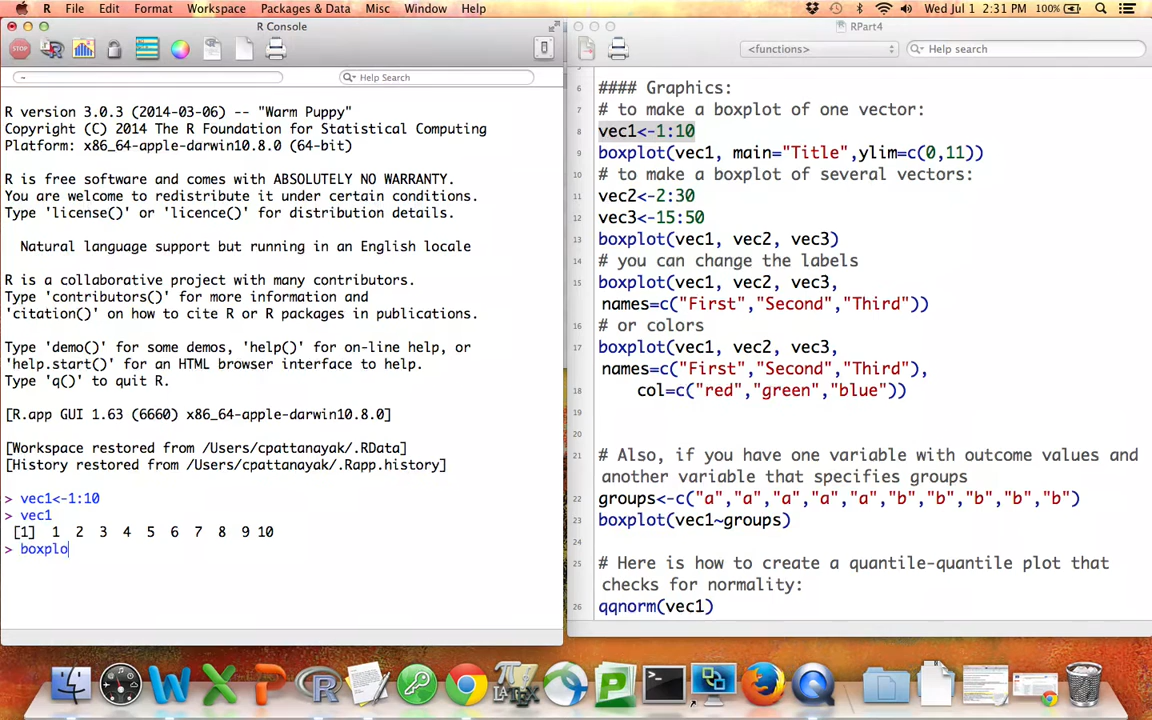 R File Edit Format Workspace Packages & Data Misc Window Help Wed Jul 1 2:31 PM 100%
R Console
RPart4
STOP
<functions>
Help search
Help Search
R version 3.0.3 (2014-03-06) -- "Warm Puppy"
Copyright (C) 2014 The R Foundation for Statistical Computing
Platform: x86_64-apple-darwin10.8.0 (64-bit)
R is free software and comes with ABSOLUTELY NO WARRANTY.
You are welcome to redistribute it under certain conditions.
Type 'license()' or 'licence()' for distribution details.
Natural language support but running in an English locale
R is a collaborative project with many contributors.
Type 'contributors()' for more information and
'citation()' on how to cite R or R packages in publications.
Type 'demo()' for some demos, 'help()' for on-line help, or
'help.start()' for an HTML browser interface to help.
Type 'q()' to quit R.
[R.app GUI 1.63 (6660) x86_64-apple-darwin10.8.0]
[Workspace restored from /Users/cpattanayak/.RData]
[History restored from /Users/cpattanayak/.Rapp.history]
> vec1<-1:10
> vec1
[1] 1 2 3 4 5 6 7 8 9 10
> boxplo
6 #### Graphics:
7 # to make a boxplot of one vector:
8 vec1<-1:10
9 boxplot(vec1, main="Title",ylim=c(0,11))
10 # to make a boxplot of several vectors:
11 vec2<-2:30
12 vec3<-15:50
13 boxplot(vec1, vec2, vec3)
14 # you can change the labels
15 boxplot(vec1, vec2, vec3,
names=c("First","Second","Third"))
16 # or colors
17 boxplot(vec1, vec2, vec3,
names=c("First","Second","Third"),
18 col=c("red","green","blue"))
19
20
21 # Also, if you have one variable with outcome values and
another variable that specifies groups
22 groups<-c("a","a","a","a","a","b","b","b","b","b")
23 boxplot(vec1~groups)
24
25 # Here is how to create a quantile-quantile plot that
checks for normality:
26 qqnorm(vec1)